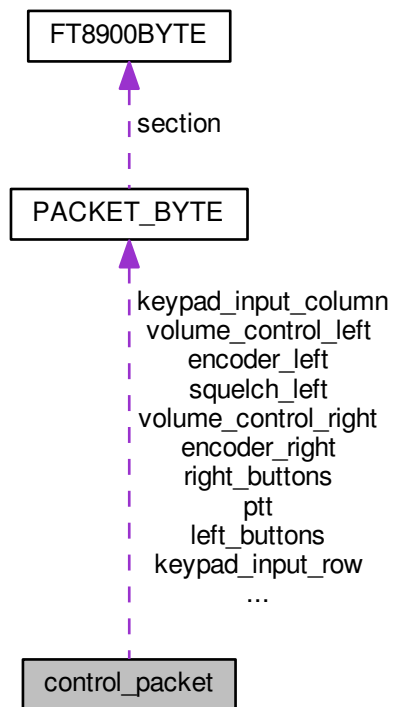 FT8900BYTE
section
PACKET_BYTE
keypad_input_column
volume_control_left
encoder_left
squelch_left
volume_control_right
encoder_right
right_buttons
ptt
left_buttons
keypad_input_row
...
control_packet